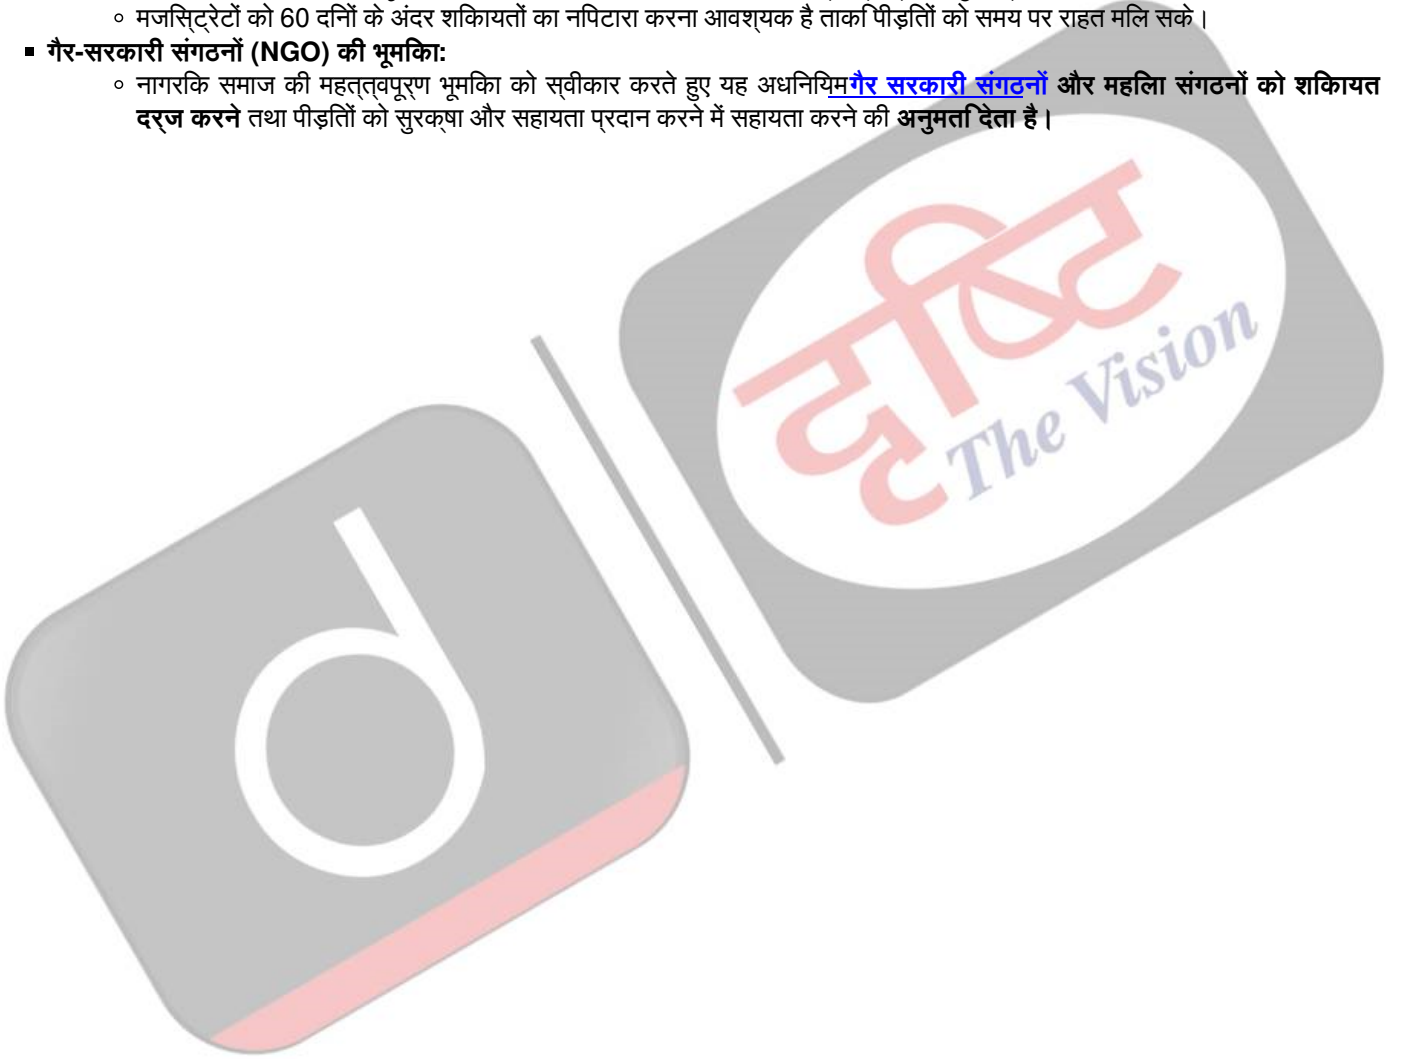 मजिस्ट्रेटों को 60 दिनों के अंदर शिकायतों का निपटारा करना आवश्यक है ताकि पीड़ितों को समय पर राहत मिल सके।
गैर-सरकारी संगठनों (NGO) की भूमिका:
नागरिक समाज की महत्त्वपूर्ण भूमिका को स्वीकार करते हुए यह अधिनियम गैर सरकारी संगठनों और महिला संगठनों को शिकायत
दर्ज करने तथा पीड़ितों को सुरक्षा और सहायता प्रदान करने में सहायता करने की अनुमति देता है।
दृष्टि
The Vision
d